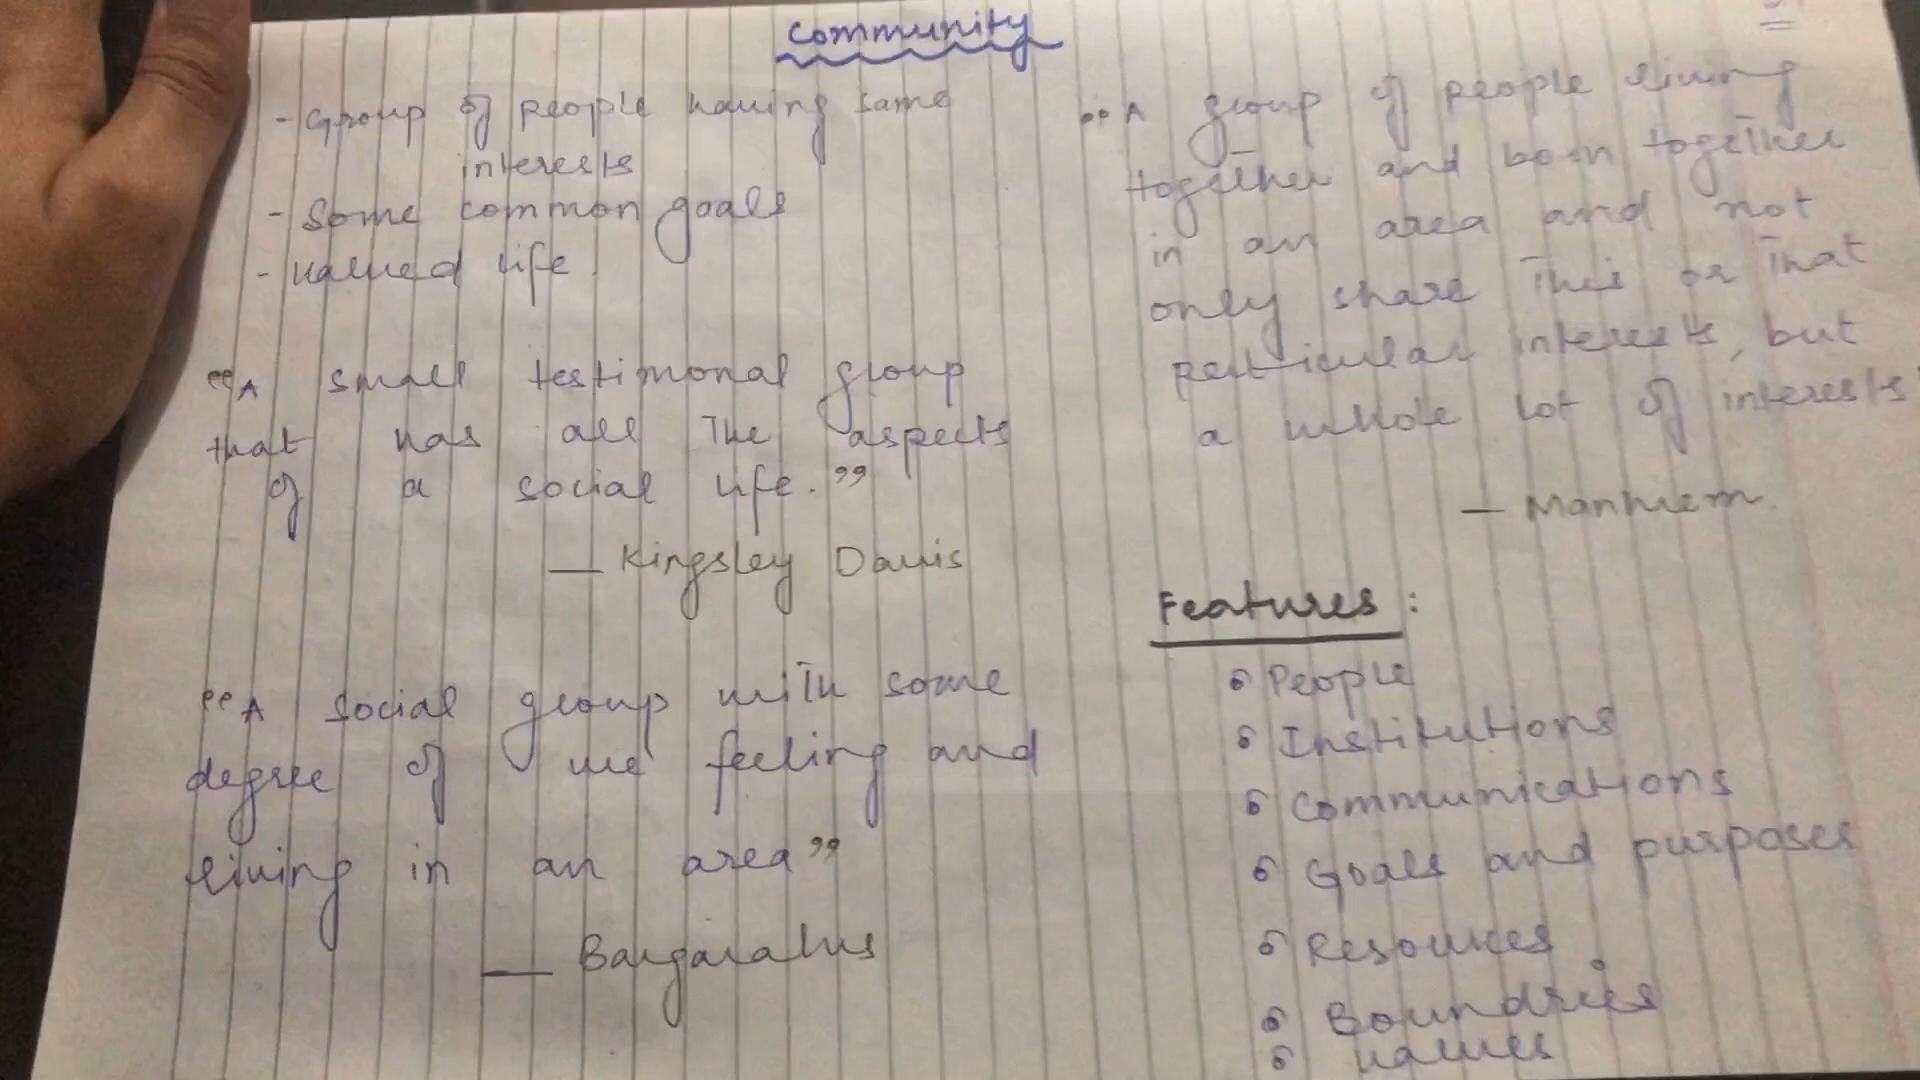 Community
- Group of people having same
interests
- Some common goals
- Valued life
"A small testimonal group
that has all the aspects
of a social life."
— Kingsley Davis
"A social group with some
degree of we feeling and
living in an area"
— Bargaralus
"A group of people living
together and born together
in an area and not
only share this or that
perticular interests, but
a whole lot of interests"
— Manhiem
Features :
People
Institutions
Communications
Goals and purposes
Resources
Boundries
Values